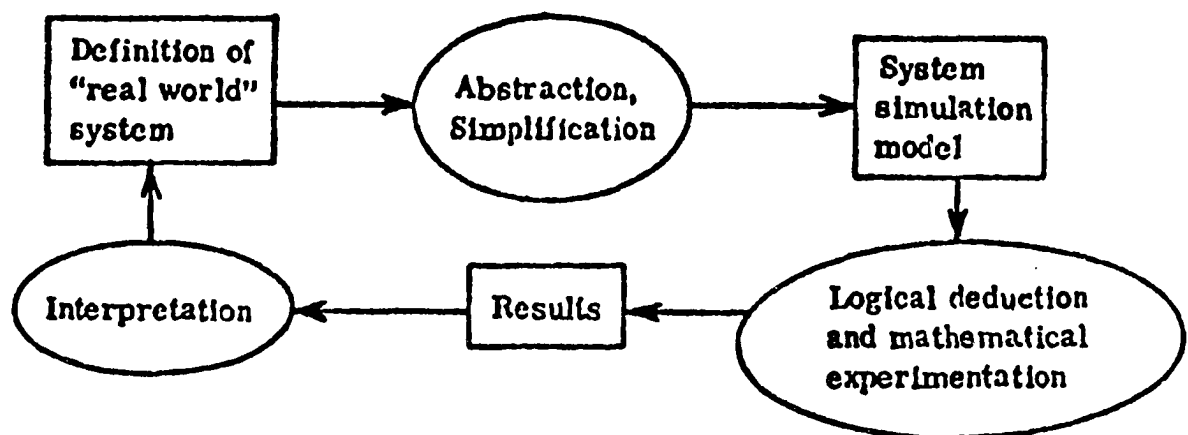 Definition of
"real world"
system
Abstraction,
Simplification
System
simulation
model
Logical deduction
and mathematical
experimentation
Results
Interpretation